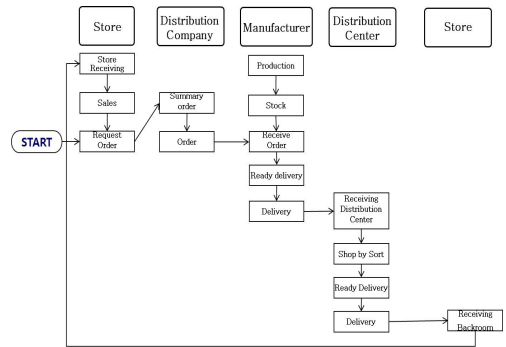 Store
Distribution
Company
Manufacturer
Distribution
Center
Store
Store
Receiving
Sales
Request
Order
START
Summary
order
Order
Production
Stock
Receive
Order
Ready delivery
Delivery
Receiving
Distribution
Center
Shop by Sort
Ready Delivery
Delivery
Receiving
Backroom